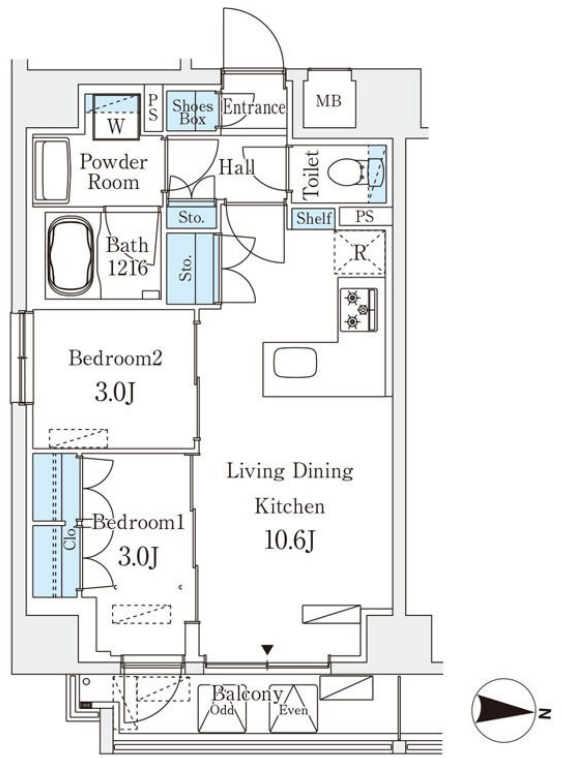 PS
Shoes
Box
Entrance
MB
W
Powder
Room
Hall
Toilet
Sto.
Shelf
PS
Bath
1216
Sto.
R
Bedroom2
3.0J
Living Dining
Kitchen
10.6J
Clo.
Bedroom1
3.0J
Balcony
Odd
Even
N